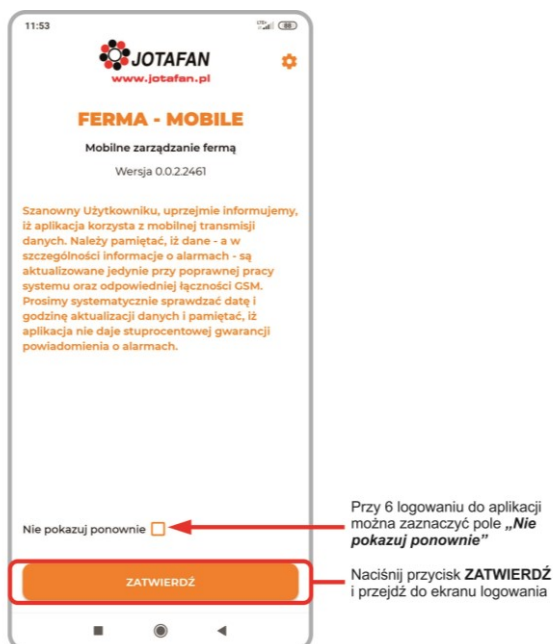 11:53
JOTAFAN
www.jotafan.pl
FERMA - MOBILE
Mobilne zarządzanie fermą
Wersja 0.0.2.2461
Szanowny Użytkowniku, uprzejmie informujemy,
iż aplikacja korzysta z mobilnej transmisji
danych. Należy pamiętać, iż dane - a w
szczególności informacje o alarmach - są
aktualizowane jedynie przy poprawnej pracy
systemu oraz odpowiedniej łączności GSM.
Prosimy systematycznie sprawdzać datę i
godzinę aktualizacji danych i pamiętać, iż
aplikacja nie daje stuprocentowej gwarancji
powiadomienia o alarmach.
Nie pokazuj ponownie
Przy 6 logowaniu do aplikacji
można zaznaczyć pole „Nie
pokazuj ponownie”
ZATWIERDŹ
Naciśnij przycisk ZATWIERDŹ
i przejdź do ekranu logowania